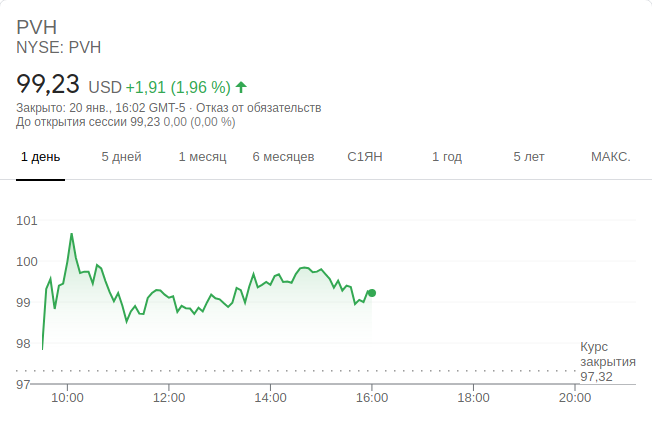 PVH
NYSE: PVH
99,23 USD +1,91 (1,96 %)
Закрыто: 20 янв., 16:02 GMT-5 · Отказ от обязательств
До открытия сессии 99,23 0,00 (0,00 %)
1 день 5 дней 1 месяц 6 месяцев С1ЯН 1 год 5 лет МАКС.
101
100
99
98
Курс
закрытия
97,32
97
10:00 12:00 14:00 16:00 18:00 20:00